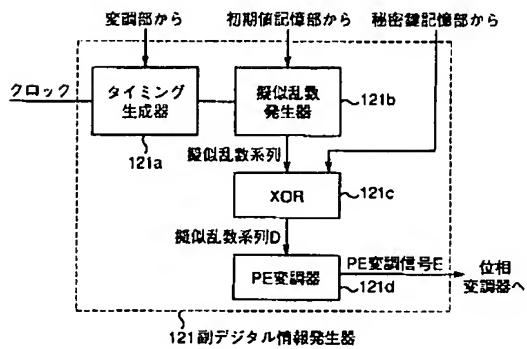 変調部から
初期値記憶部から
秘密鍵記憶部から
クロック
タイミング
生成器
擬似乱数
発生器
121a
121b
擬似乱数系列
XOR
121c
擬似乱数系列D
PE変調器
PE変調信号E
位相
変調器へ
121d
121副デジタル情報発生器